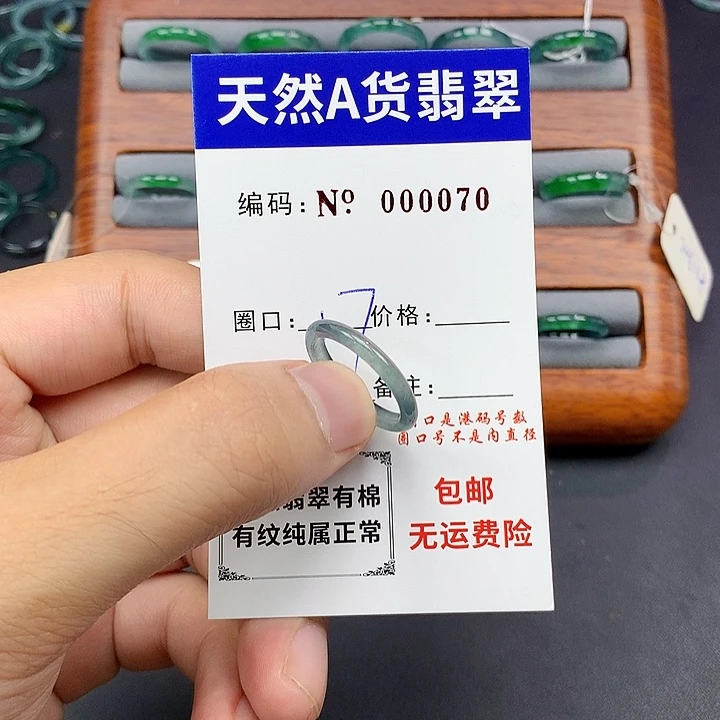 天然A货翡翠
编码：Nº 000070
圈口： 7 价格：
备注：
口是港码号数
圈口号不是内直径
翡翠有棉
有纹纯属正常
包邮
无运费险